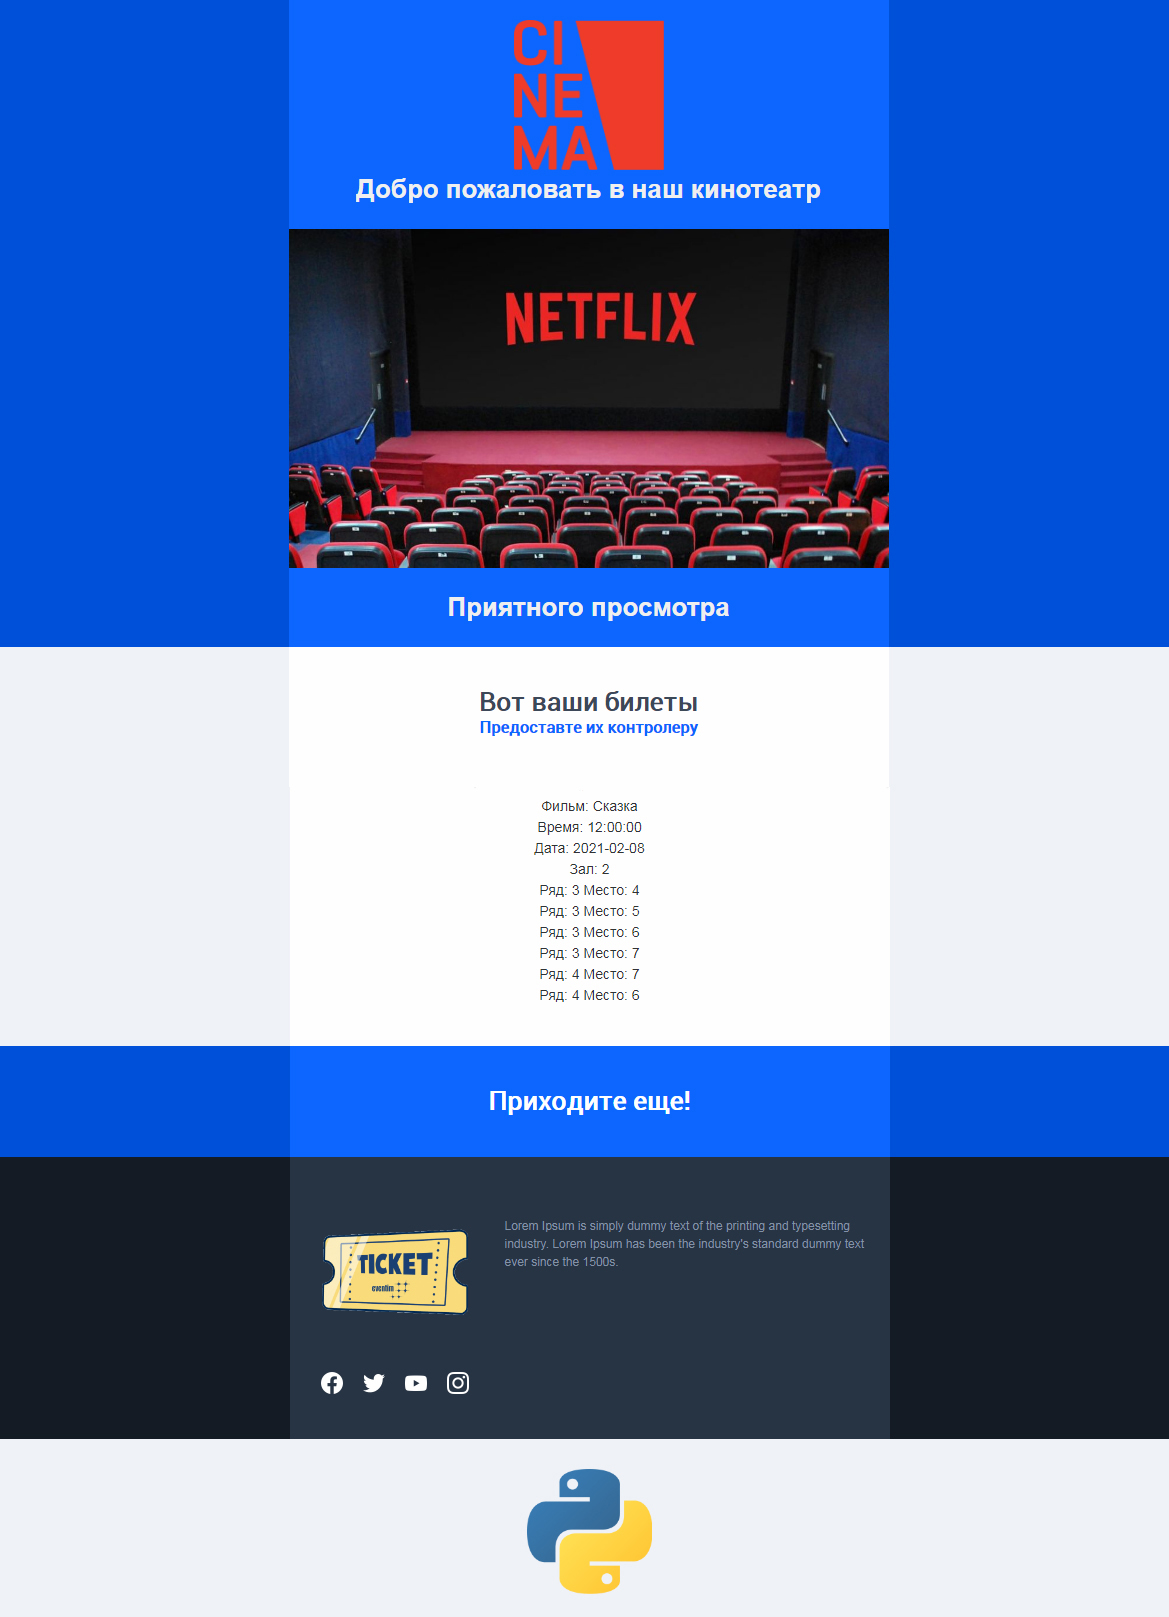 CI
NE
MA
Добро пожаловать в наш кинотеатр
NETFLIX
Приятного просмотра
Вот ваши билеты
Предоставте их контролеру
Фильм: Сказка
Время: 12:00:00
Дата: 2021-02-08
Зал: 2
Ряд: 3 Место: 4
Ряд: 3 Место: 5
Ряд: 3 Место: 6
Ряд: 3 Место: 7
Ряд: 4 Место: 7
Ряд: 4 Место: 6
Приходите еще!
TICKET
eventim
Lorem Ipsum is simply dummy text of the printing and typesetting
industry. Lorem Ipsum has been the industry's standard dummy text
ever since the 1500s.